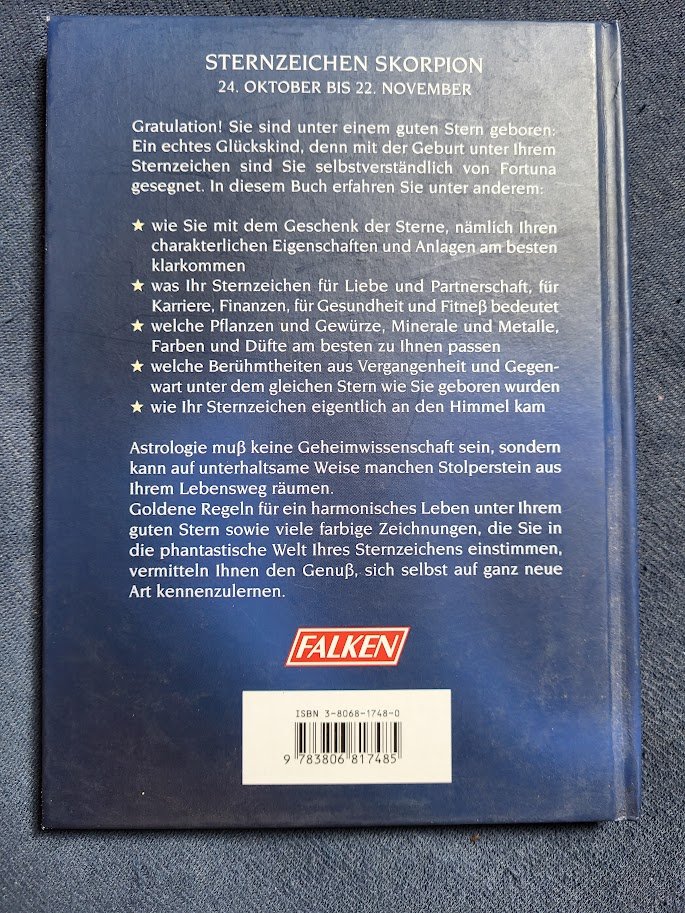 STERNZEICHEN SKORPION
24. OKTOBER BIS 22. NOVEMBER
Gratulation! Sie sind unter einem guten Stern geboren:
Ein echtes Glückskind, denn mit der Geburt unter Ihrem
Sternzeichen sind Sie selbstverständlich von Fortuna
gesegnet. In diesem Buch erfahren Sie unter anderem:
wie Sie mit dem Geschenk der Sterne, nämlich Ihren
charakterlichen Eigenschaften und Anlagen am besten
klarkommen
was Ihr Sternzeichen für Liebe und Partnerschaft, für
Karriere, Finanzen, für Gesundheit und Fitneß bedeutet
welche Pflanzen und Gewürze, Minerale und Metalle,
Farben und Düfte am besten zu Ihnen passen
welche Berühmtheiten aus Vergangenheit und Gegen-
wart unter dem gleichen Stern wie Sie geboren wurden
wie Ihr Sternzeichen eigentlich an den Himmel kam
Astrologie muß keine Geheimwissenschaft sein, sondern
kann auf unterhaltsame Weise manchen Stolperstein aus
Ihrem Lebensweg räumen.
Goldene Regeln für ein harmonisches Leben unter Ihrem
guten Stern sowie viele farbige Zeichnungen, die Sie in
die phantastische Welt Ihres Sternzeichens einstimmen,
vermitteln Ihnen den Genuß, sich selbst auf ganz neue
Art kennenzulernen.
FALKEN
ISBN 3-8068-1748-0
9 783806 817485